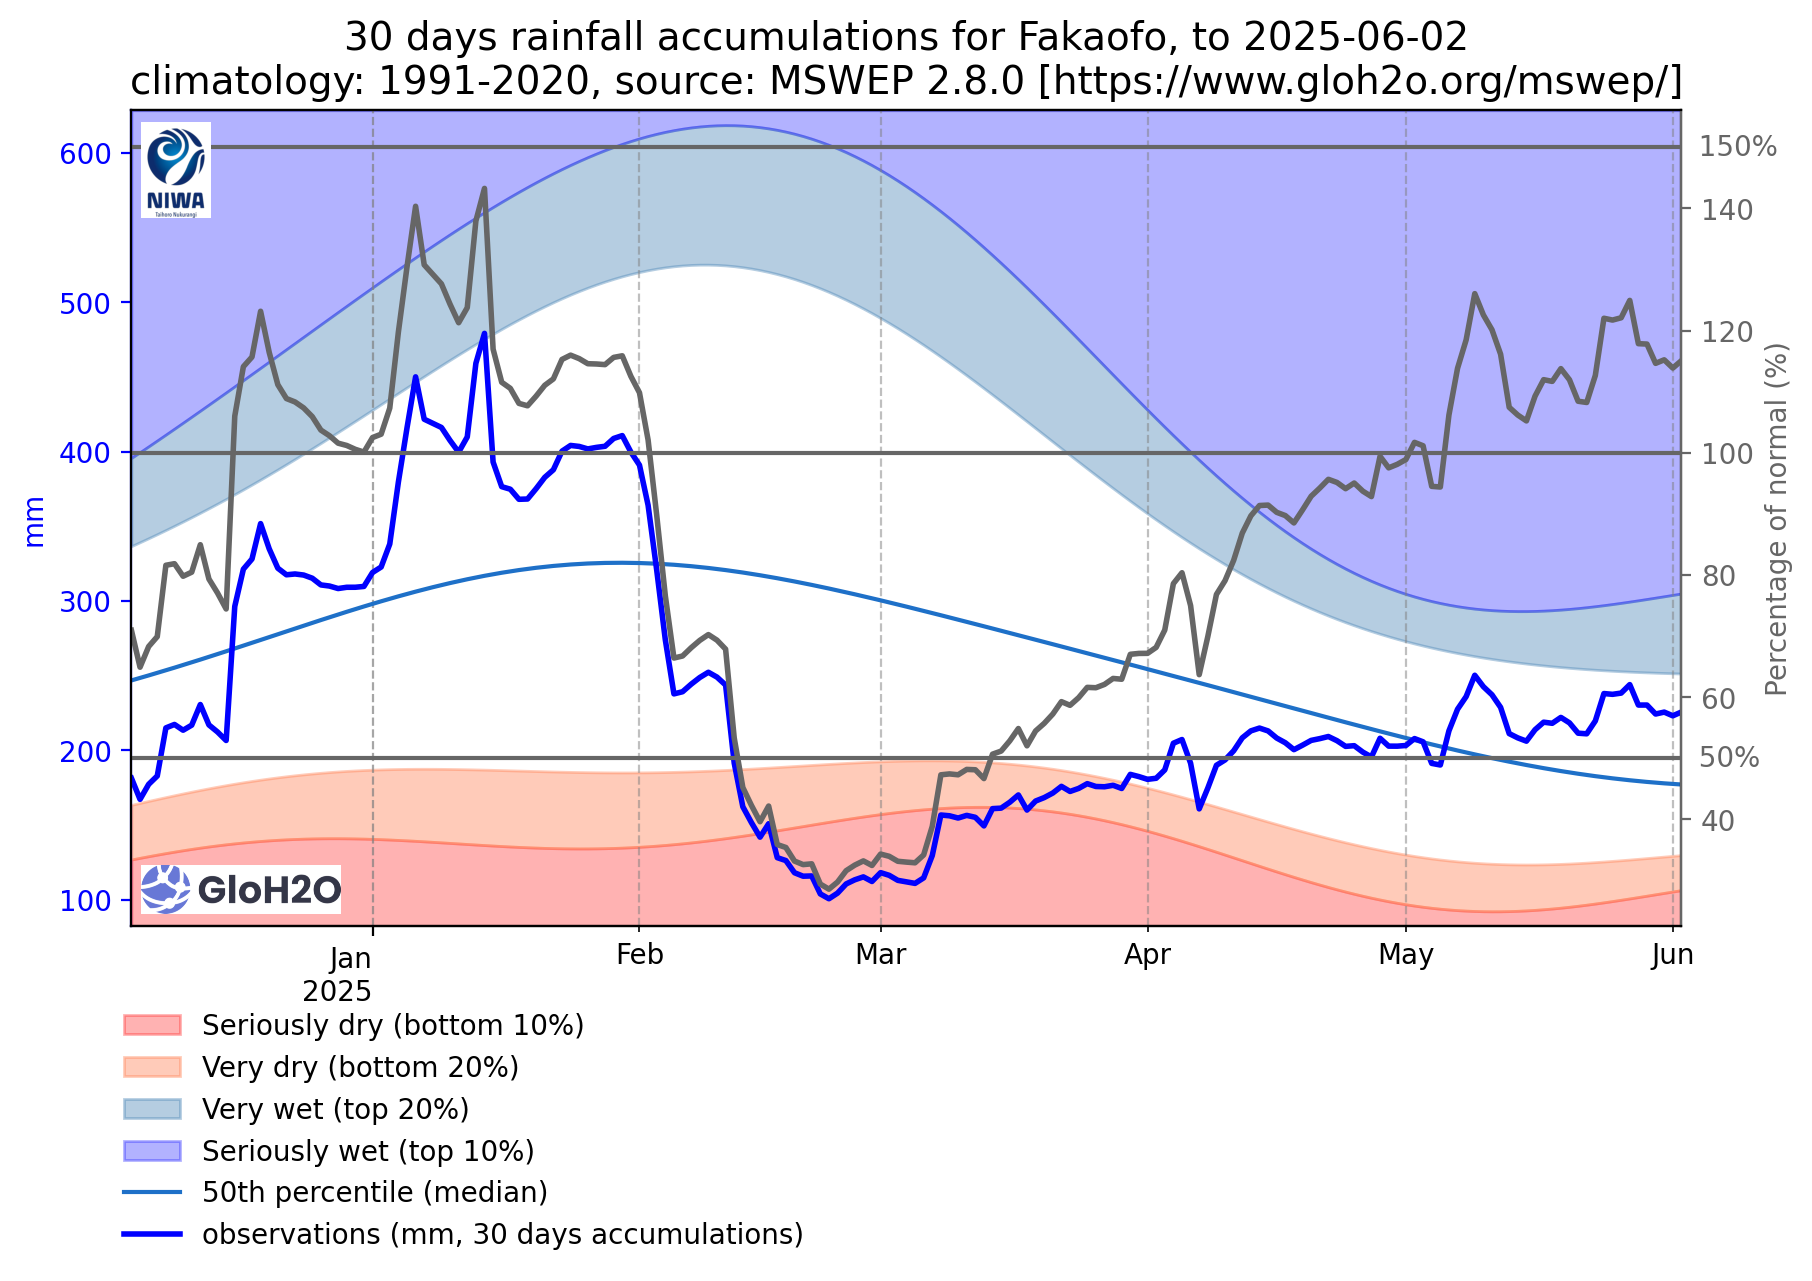 30 days rainfall accumulations for Fakaofo, to 2025-06-02
climatology: 1991-2020, source: MSWEP 2.8.0 [https://www.gloh2o.org/mswep/]
NIWA
Taihoro Nukurangi
600
500
400
300
200
100
mm
150%
140
120
100
80
60
50%
40
Percentage of normal (%)
GloH2O
Jan
2025
Feb
Mar
Apr
May
Jun
Seriously dry (bottom 10%)
Very dry (bottom 20%)
Very wet (top 20%)
Seriously wet (top 10%)
50th percentile (median)
observations (mm, 30 days accumulations)